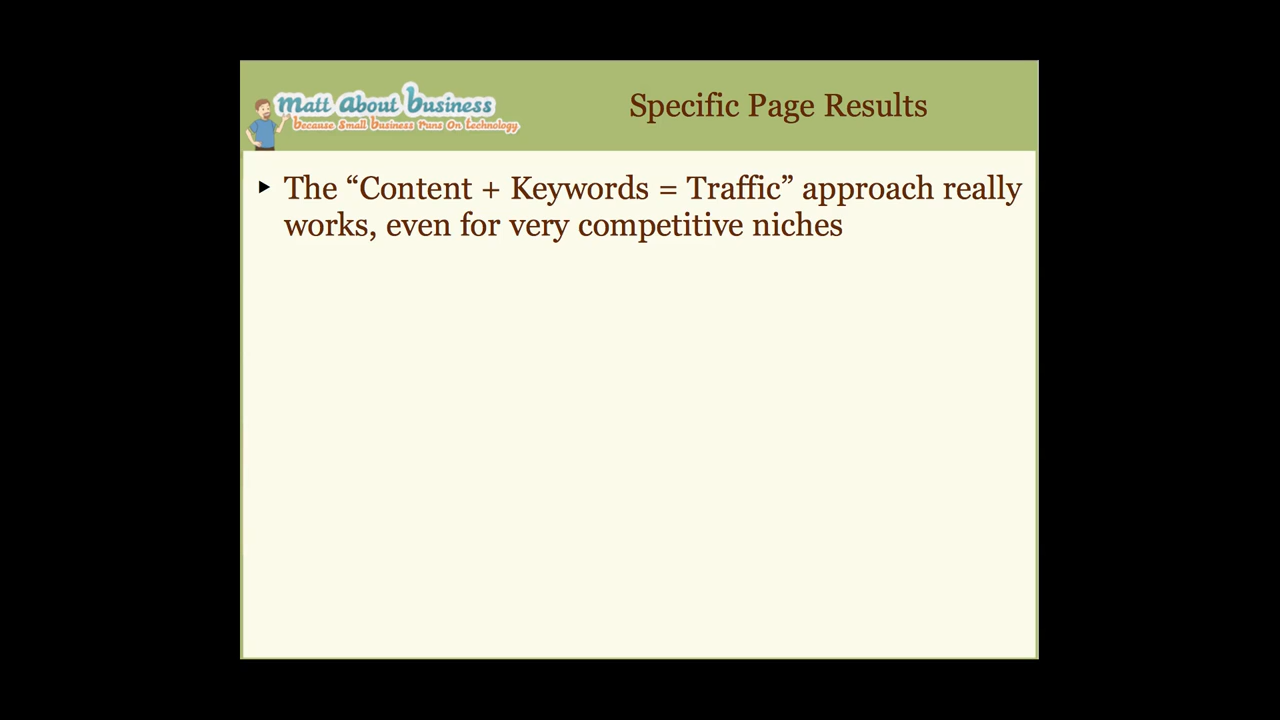 Matt About Business
Because Small Business Runs On Technology
Specific Page Results
The “Content + Keywords = Traffic” approach really
works, even for very competitive niches